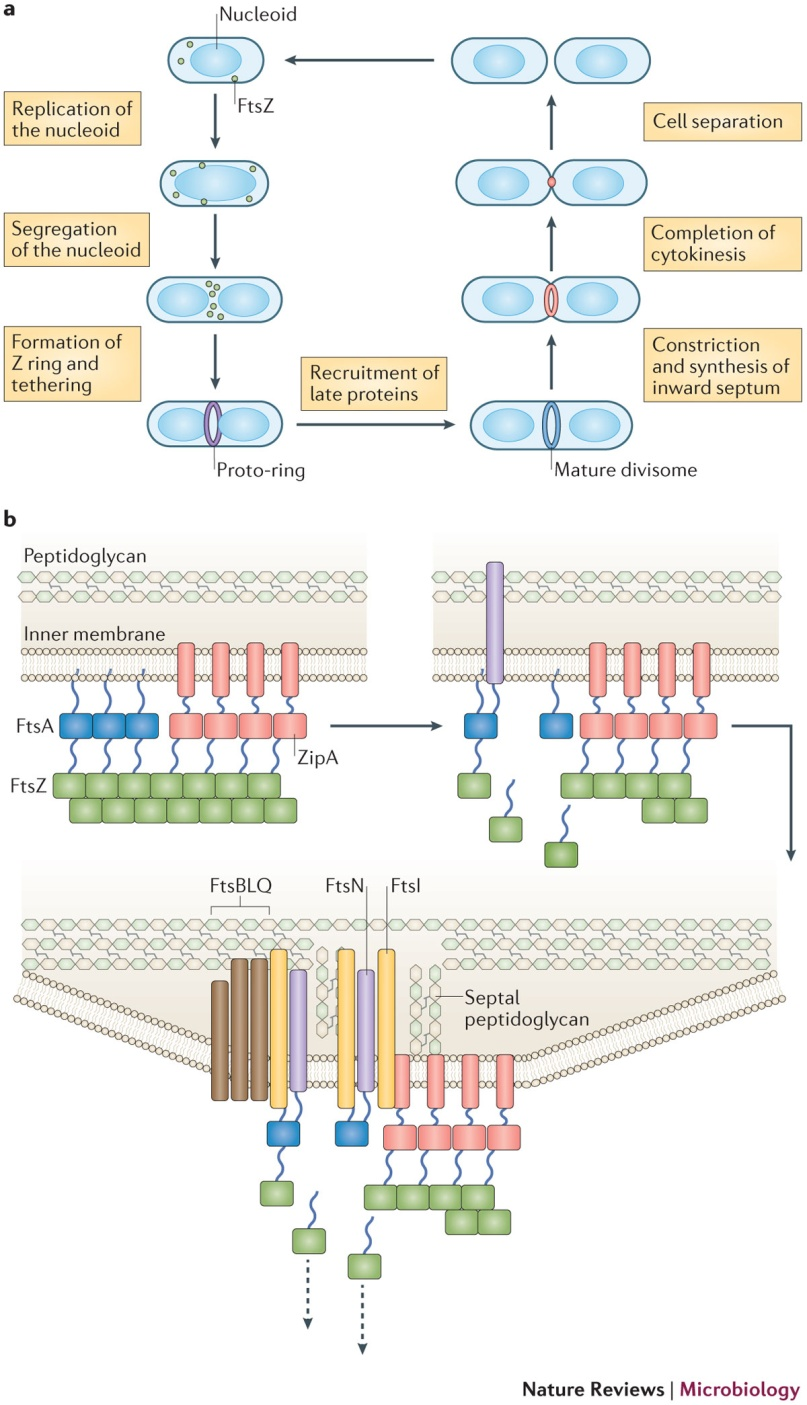 a
Nucleoid
FtsZ
Replication of
the nucleoid
Cell separation
Segregation
of the nucleoid
Completion of
cytokinesis
Formation of
Z ring and
tethering
Recruitment of
late proteins
Constriction
and synthesis of
inward septum
Proto-ring
Mature divisome
b
Peptidoglycan
Inner membrane
FtsA
ZipA
FtsZ
FtsBLQ
FtsN
FtsI
Septal
peptidoglycan
Nature Reviews | Microbiology